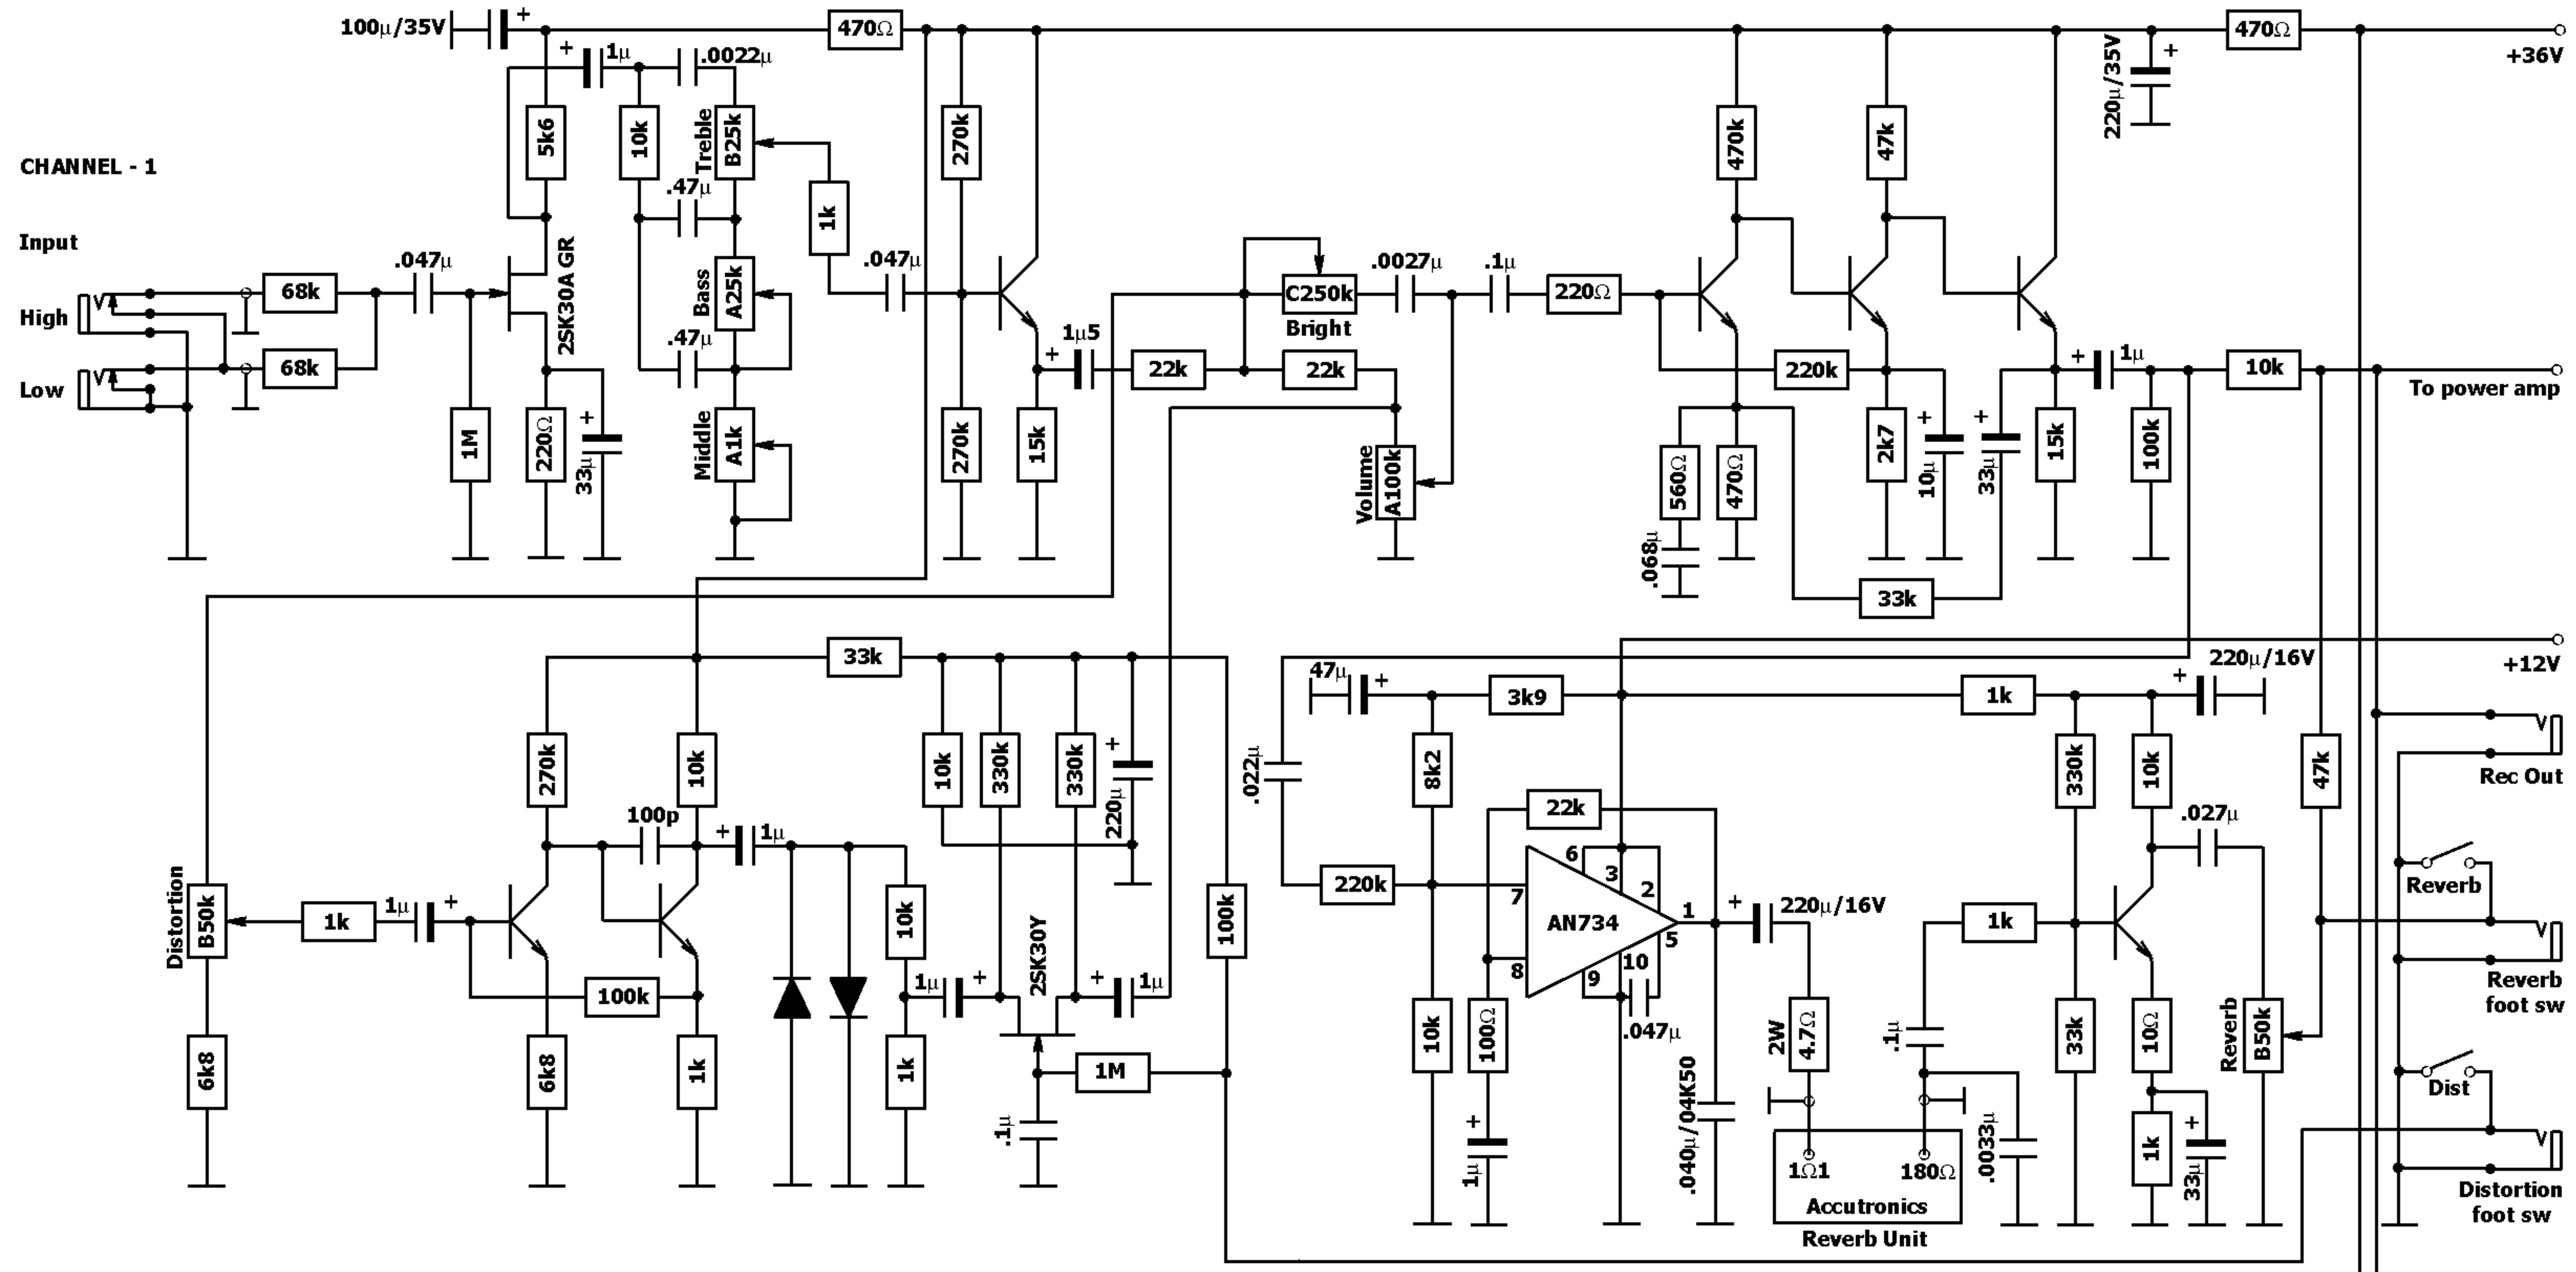 100μ/35V
+
470Ω
470Ω
+36V
+
1μ
.0022μ
220μ/35V
+
CHANNEL - 1
5k6
10k
Treble
B25k
270k
470k
47k
.47μ
1k
Input
2SK30A GR
.047μ
.047μ
.0027μ
.1μ
68k
High
Bass
A25k
C250k
220Ω
Bright
.47μ
1μ5
+
+
1μ
Low
68k
22k
22k
220k
10k
To power amp
1M
220Ω
+
33μ
Middle
A1k
270k
15k
Volume
A100k
560Ω
470Ω
2k7
+
10μ
+
33μ
15k
100k
.068μ
33k
33k
+12V
47μ
+
220μ/16V
+
3k9
1k
270k
10k
10k
330k
330k
+
220μ
.022μ
8k2
330k
10k
47k
Rec Out
100p
+
1μ
22k
.027μ
6
3
2
Reverb
Distortion
B50k
1k
1μ
+
10k
100k
220k
7
AN734
1
+
220μ/16V
1k
5
2SK30Y
8
9
10
Reverb
foot sw
100k
1μ
+
+
1μ
.047μ
6k8
6k8
1k
1k
1M
10k
100Ω
2W
4.7Ω
.1μ
33k
10Ω
Reverb
B50k
Dist
.1μ
+
1μ
.040μ/04K50
1Ω1
180Ω
.0033μ
1k
+
33μ
Accutronics
Reverb Unit
Distortion
foot sw